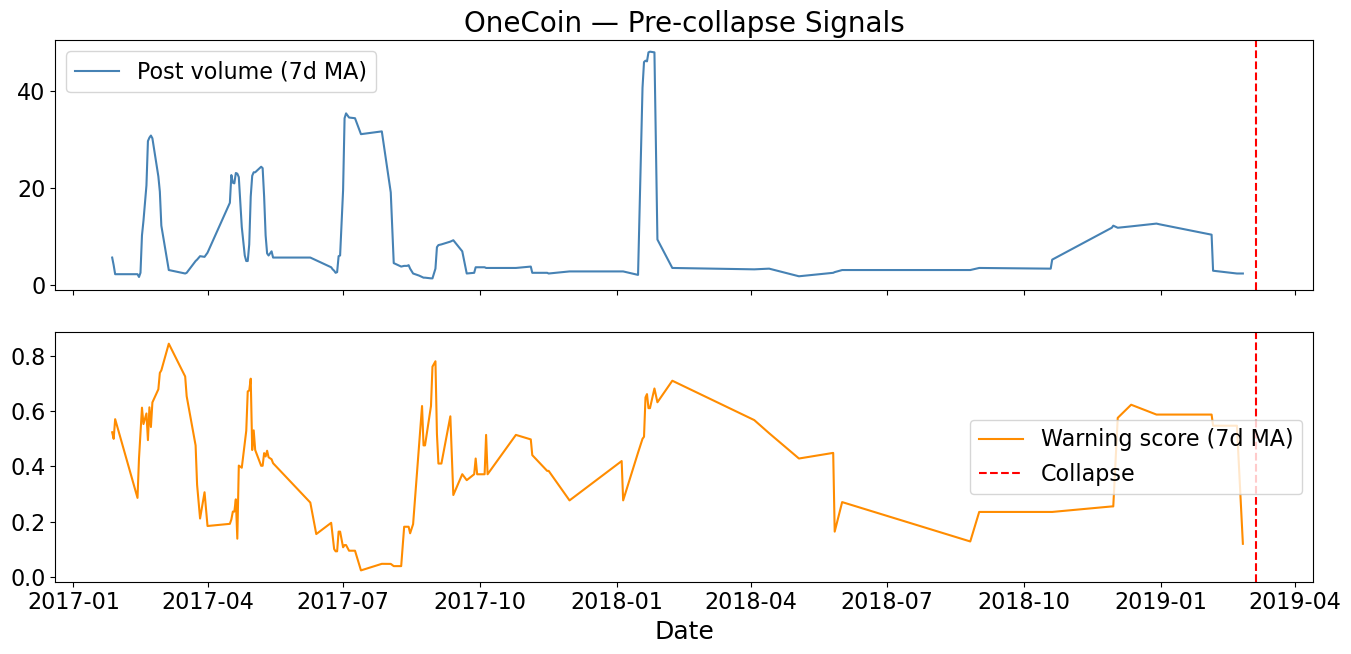 OneCoin — Pre-collapse Signals
Post volume (7d MA)
40
20
0
0.8
0.6
0.4
0.2
0.0
Warning score (7d MA)
Collapse
2017-01 2017-04 2017-07 2017-10 2018-01 2018-04 2018-07 2018-10 2019-01 2019-04
Date